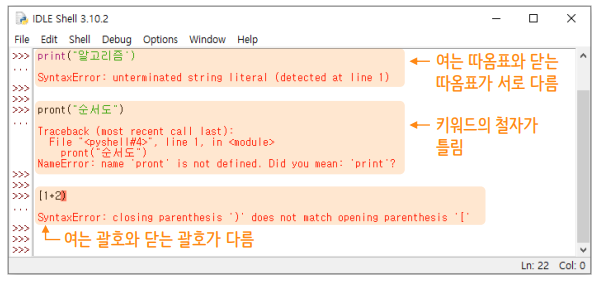 IDLE Shell 3.10.2
File Edit Shell Debug Options Window Help
>>> print("알고리즘')
...
SyntaxError: unterminated string literal (detected at line 1)
여는 따옴표와 닫는
따옴표가 서로 다름
>>>
>>>
>>> pront("순서도")
...
Traceback (most recent call last):
File "<pyshell#4>", line 1, in <module>
pront("순서도")
NameError: name 'pront' is not defined. Did you mean: 'print'?
키워드의 철자가
틀림
>>>
>>>
>>> [1+2)
...
SyntaxError: closing parenthesis ')' does not match opening parenthesis '['
>>>
>>> 여는 괄호와 닫는 괄호가 다름
Ln: 22 Col: 0